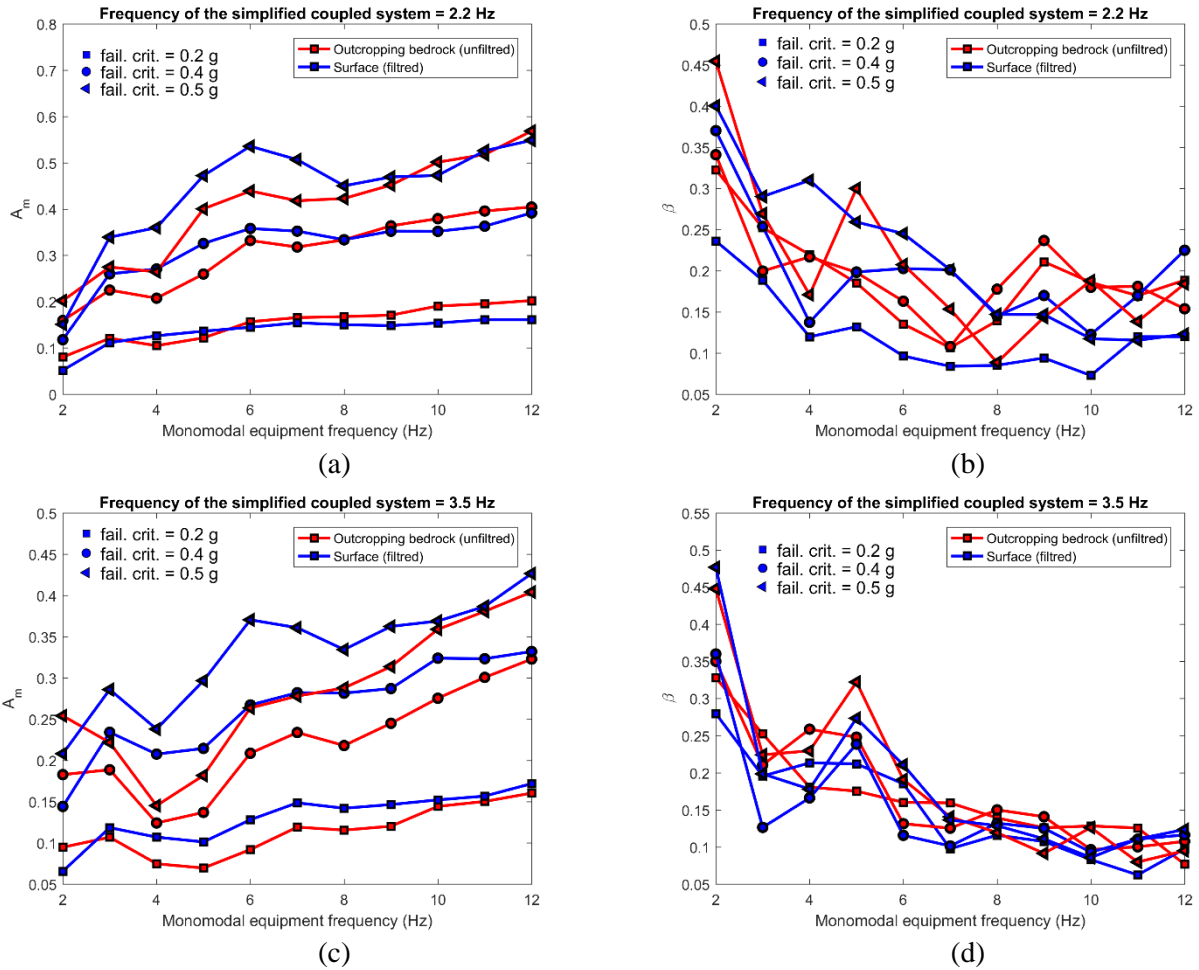 Frequency of the simplified coupled system = 2.2 Hz
fail. crit. = 0.2 g
fail. crit. = 0.4 g
fail. crit. = 0.5 g
Outcropping bedrock (unfiltred)
Surface (filtred)
0.8
0.7
0.6
0.5
0.4
0.3
0.2
0.1
0
A_m
2 4 6 8 10 12
Monomodal equipment frequency (Hz)
(a)
Frequency of the simplified coupled system = 2.2 Hz
fail. crit. = 0.2 g
fail. crit. = 0.4 g
fail. crit. = 0.5 g
Outcropping bedrock (unfiltred)
Surface (filtred)
0.5
0.45
0.4
0.35
0.3
0.25
0.2
0.15
0.1
0.05
β
2 4 6 8 10 12
Monomodal equipment frequency (Hz)
(b)
Frequency of the simplified coupled system = 3.5 Hz
fail. crit. = 0.2 g
fail. crit. = 0.4 g
fail. crit. = 0.5 g
Outcropping bedrock (unfiltred)
Surface (filtred)
0.5
0.45
0.4
0.35
0.3
0.25
0.2
0.15
0.1
0.05
A_m
2 4 6 8 10 12
Monomodal equipment frequency (Hz)
(c)
Frequency of the simplified coupled system = 3.5 Hz
fail. crit. = 0.2 g
fail. crit. = 0.4 g
fail. crit. = 0.5 g
Outcropping bedrock (unfiltred)
Surface (filtred)
0.55
0.5
0.45
0.4
0.35
0.3
0.25
0.2
0.15
0.1
0.05
β
2 4 6 8 10 12
Monomodal equipment frequency (Hz)
(d)